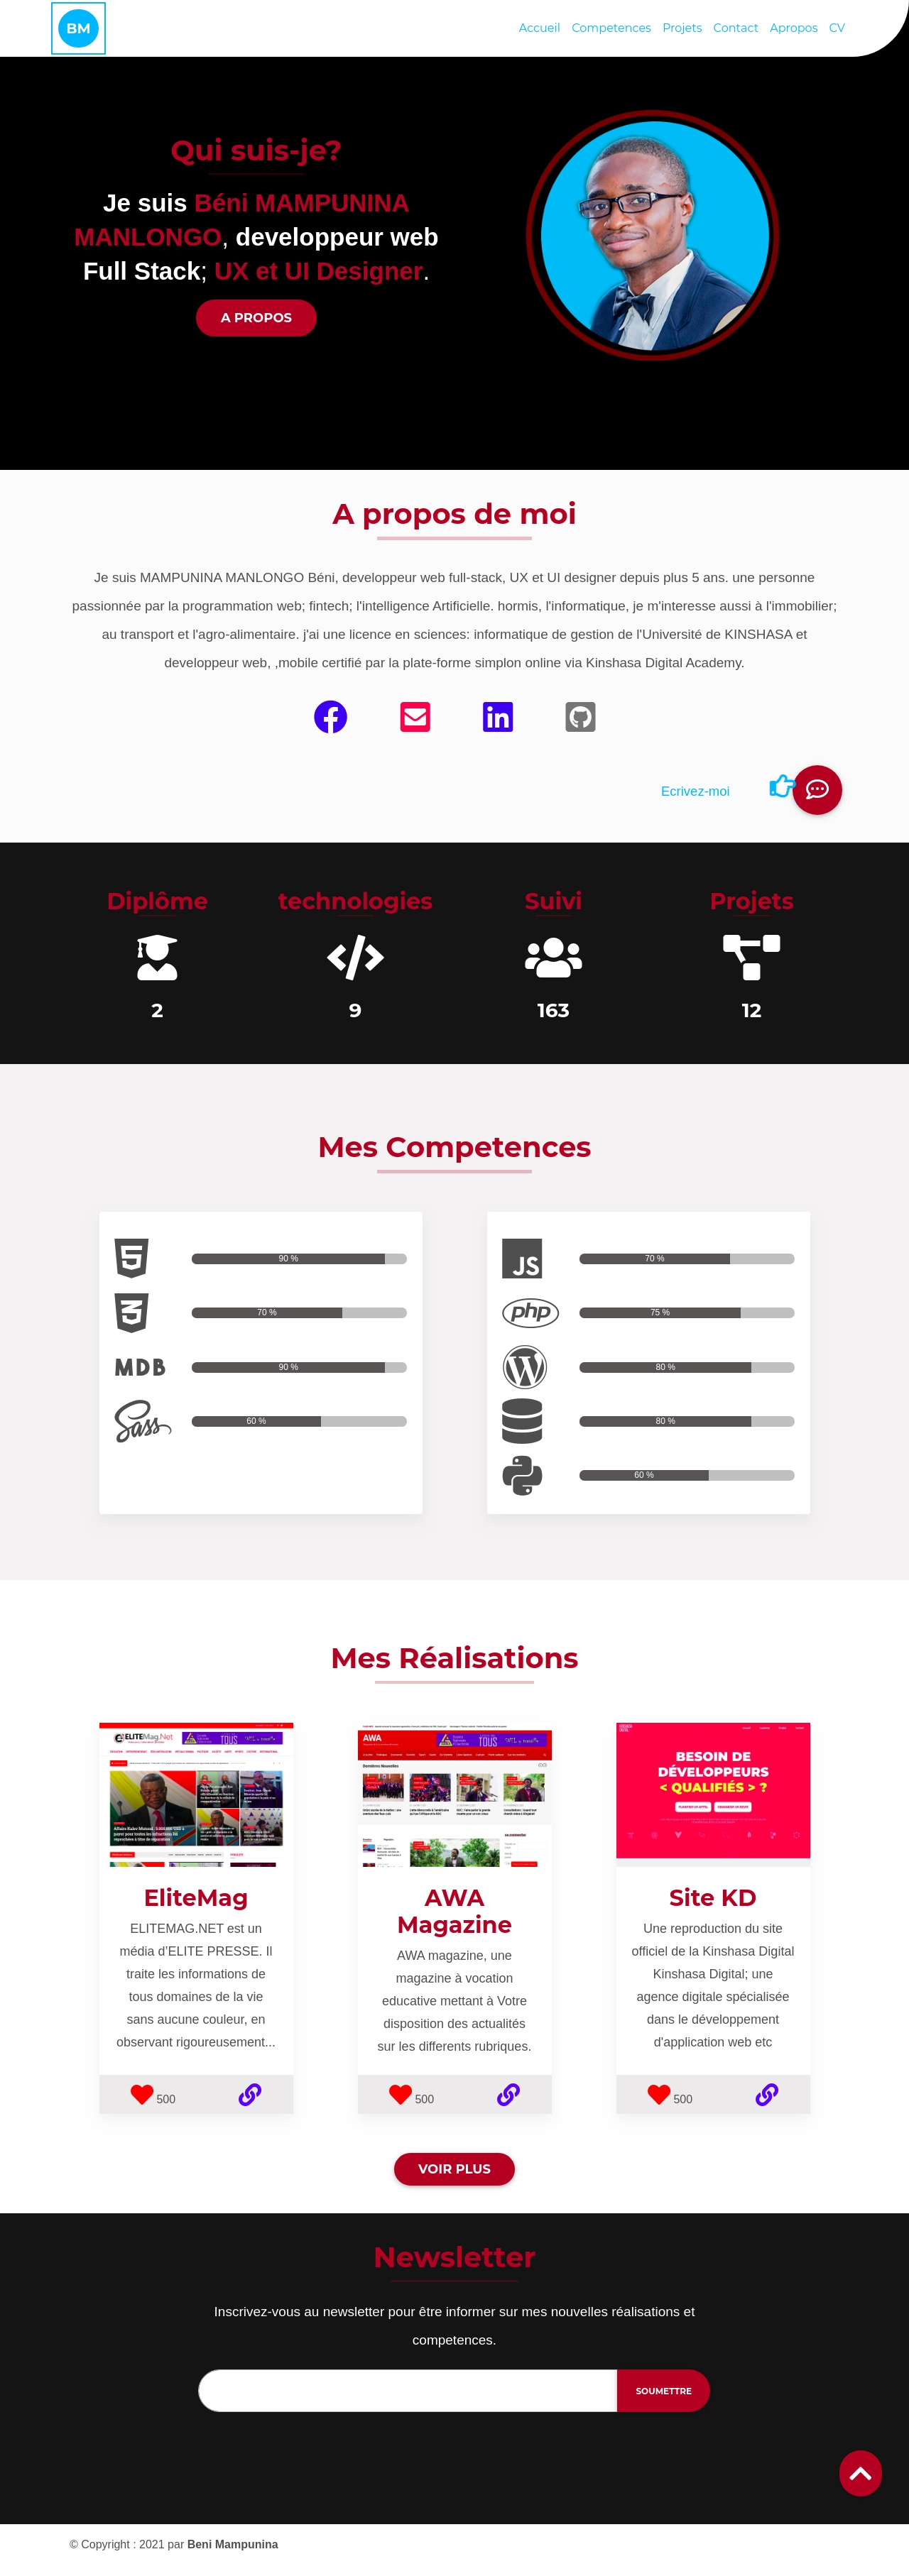 BM
Accueil Competences Projets Contact Apropos CV
Qui suis-je?
Je suis Béni MAMPUNINA
MANLONGO, developpeur web
Full Stack; UX et UI Designer.
A PROPOS
A propos de moi
Je suis MAMPUNINA MANLONGO Béni, developpeur web full-stack, UX et UI designer depuis plus 5 ans. une personne
passionnée par la programmation web; fintech; l'intelligence Artificielle. hormis, l'informatique, je m'interesse aussi à l'immobilier;
au transport et l'agro-alimentaire. j'ai une licence en sciences: informatique de gestion de l'Université de KINSHASA et
developpeur web, ,mobile certifié par la plate-forme simplon online via Kinshasa Digital Academy.
Ecrivez-moi
Diplôme technologies Suivi Projets
2 9 163 12
Mes Competences
5
90 %
3
70 %
MDB
90 %
Sass
60 %
JS
70 %
php
75 %
W
80 %
80 %
60 %
Mes Réalisations
ELITEMag.Net
EliteMag
ELITEMAG.NET est un
média d’ELITE PRESSE. Il
traite les informations de
tous domaines de la vie
sans aucune couleur, en
observant rigoureusement...
500
AWA
Dernières Nouvelles
AWA
Magazine
AWA magazine, une
magazine à vocation
educative mettant à Votre
disposition des actualités
sur les differents rubriques.
500
BESOIN DE
DÉVELOPPEURS
< QUALIFIÉS > ?
Site KD
Une reproduction du site
officiel de la Kinshasa Digital
Kinshasa Digital; une
agence digitale spécialisée
dans le développement
d'application web etc
500
VOIR PLUS
Newsletter
Inscrivez-vous au newsletter pour être informer sur mes nouvelles réalisations et
competences.
SOUMETTRE
© Copyright : 2021 par Beni Mampunina